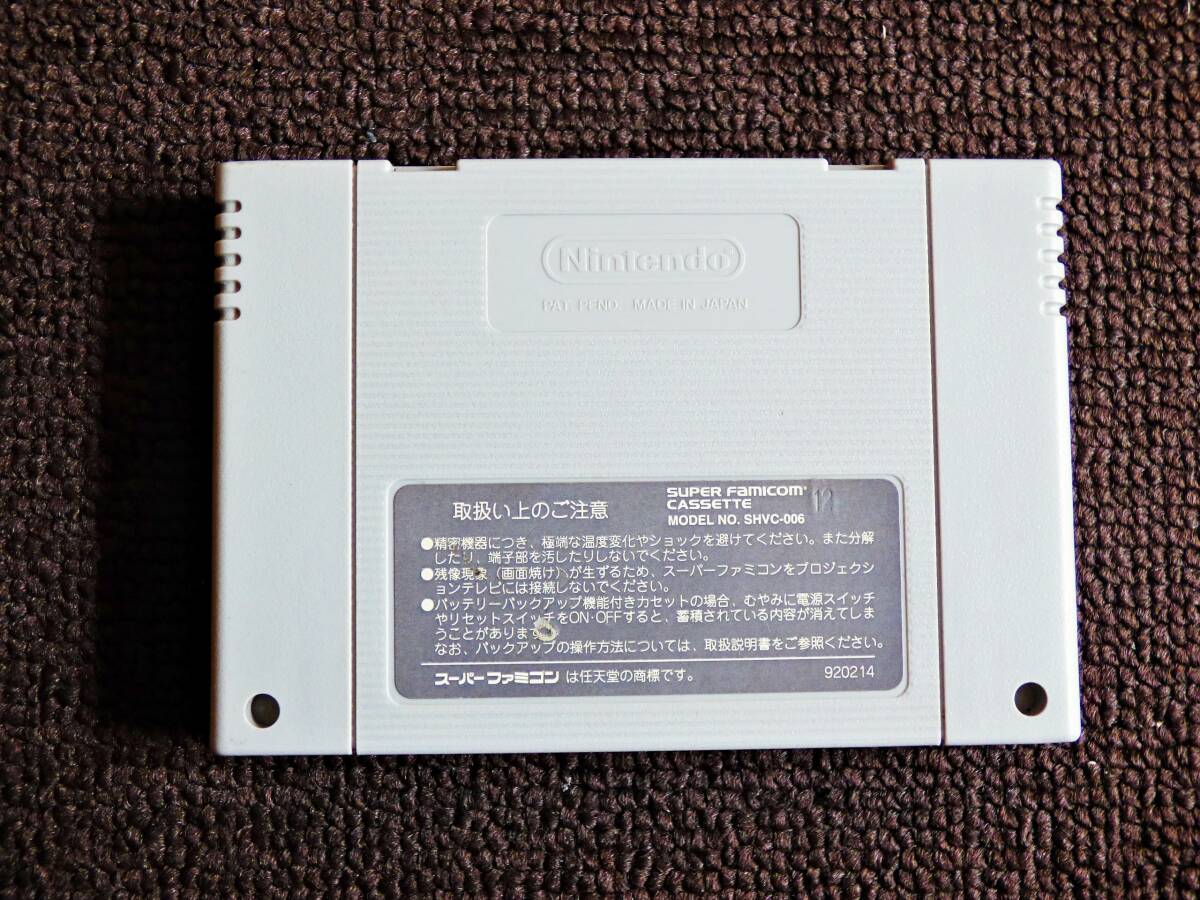 Nintendo
PAT. PEND. MADE IN JAPAN
取扱い上のご注意
SUPER FAMICOM
CASSETTE
MODEL NO. SHVC-006
12
●精密機器につき、極端な温度変化やショックを避けてください。また分解
したり、端子部を汚したりしないでください。
●残像現象(画面焼け)が生ずるため、スーパーファミコンをプロジェクシ
ョンテレビには接続しないでください。
●バッテリーバックアップ機能付きカセットの場合、むやみに電源スイッチ
やリセットスイッチをON・OFFすると、蓄積されている内容が消えてしま
うことがあります。
なお、バックアップの操作方法については、取扱説明書をご参照ください。
スーパーファミコン は任天堂の商標です。
920214